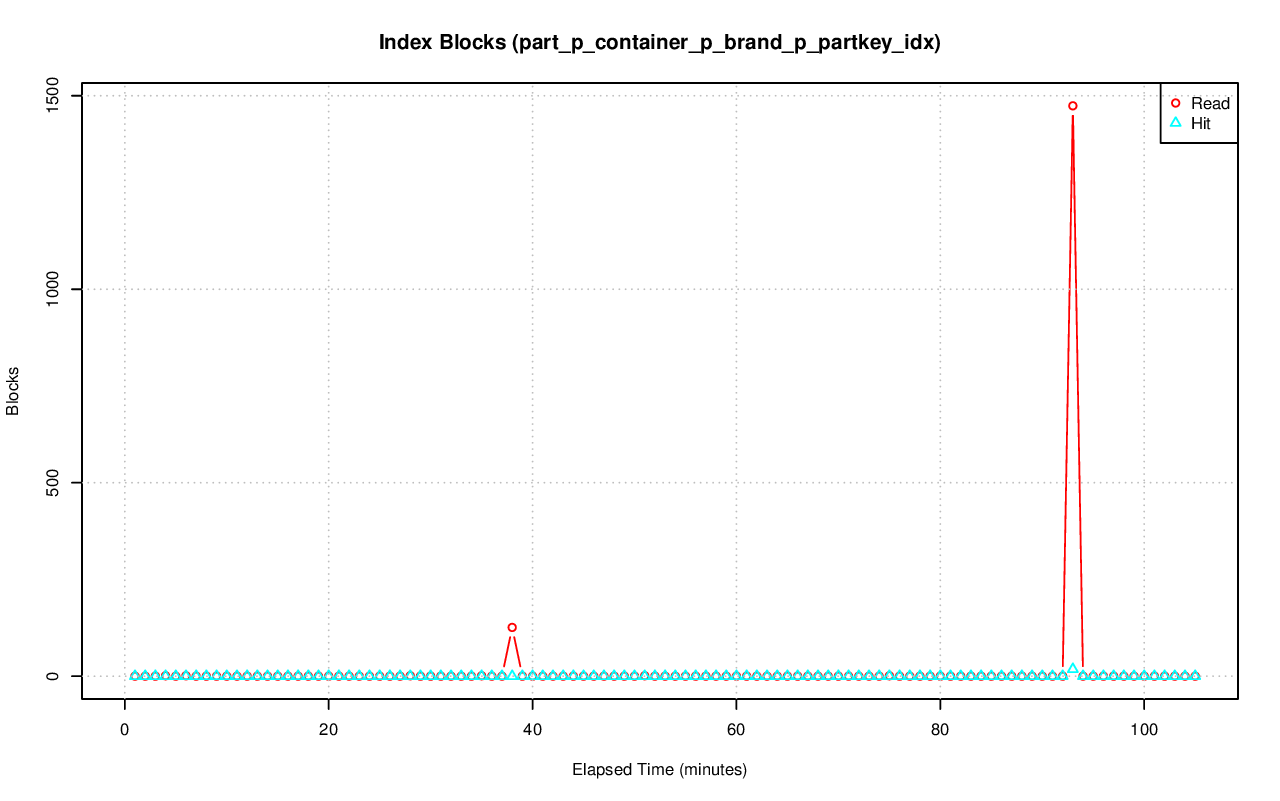 Index Blocks (part_p_container_p_brand_p_partkey_idx)
Read
Hit
1500
1000
500
0
Blocks
0 20 40 60 80 100
Elapsed Time (minutes)